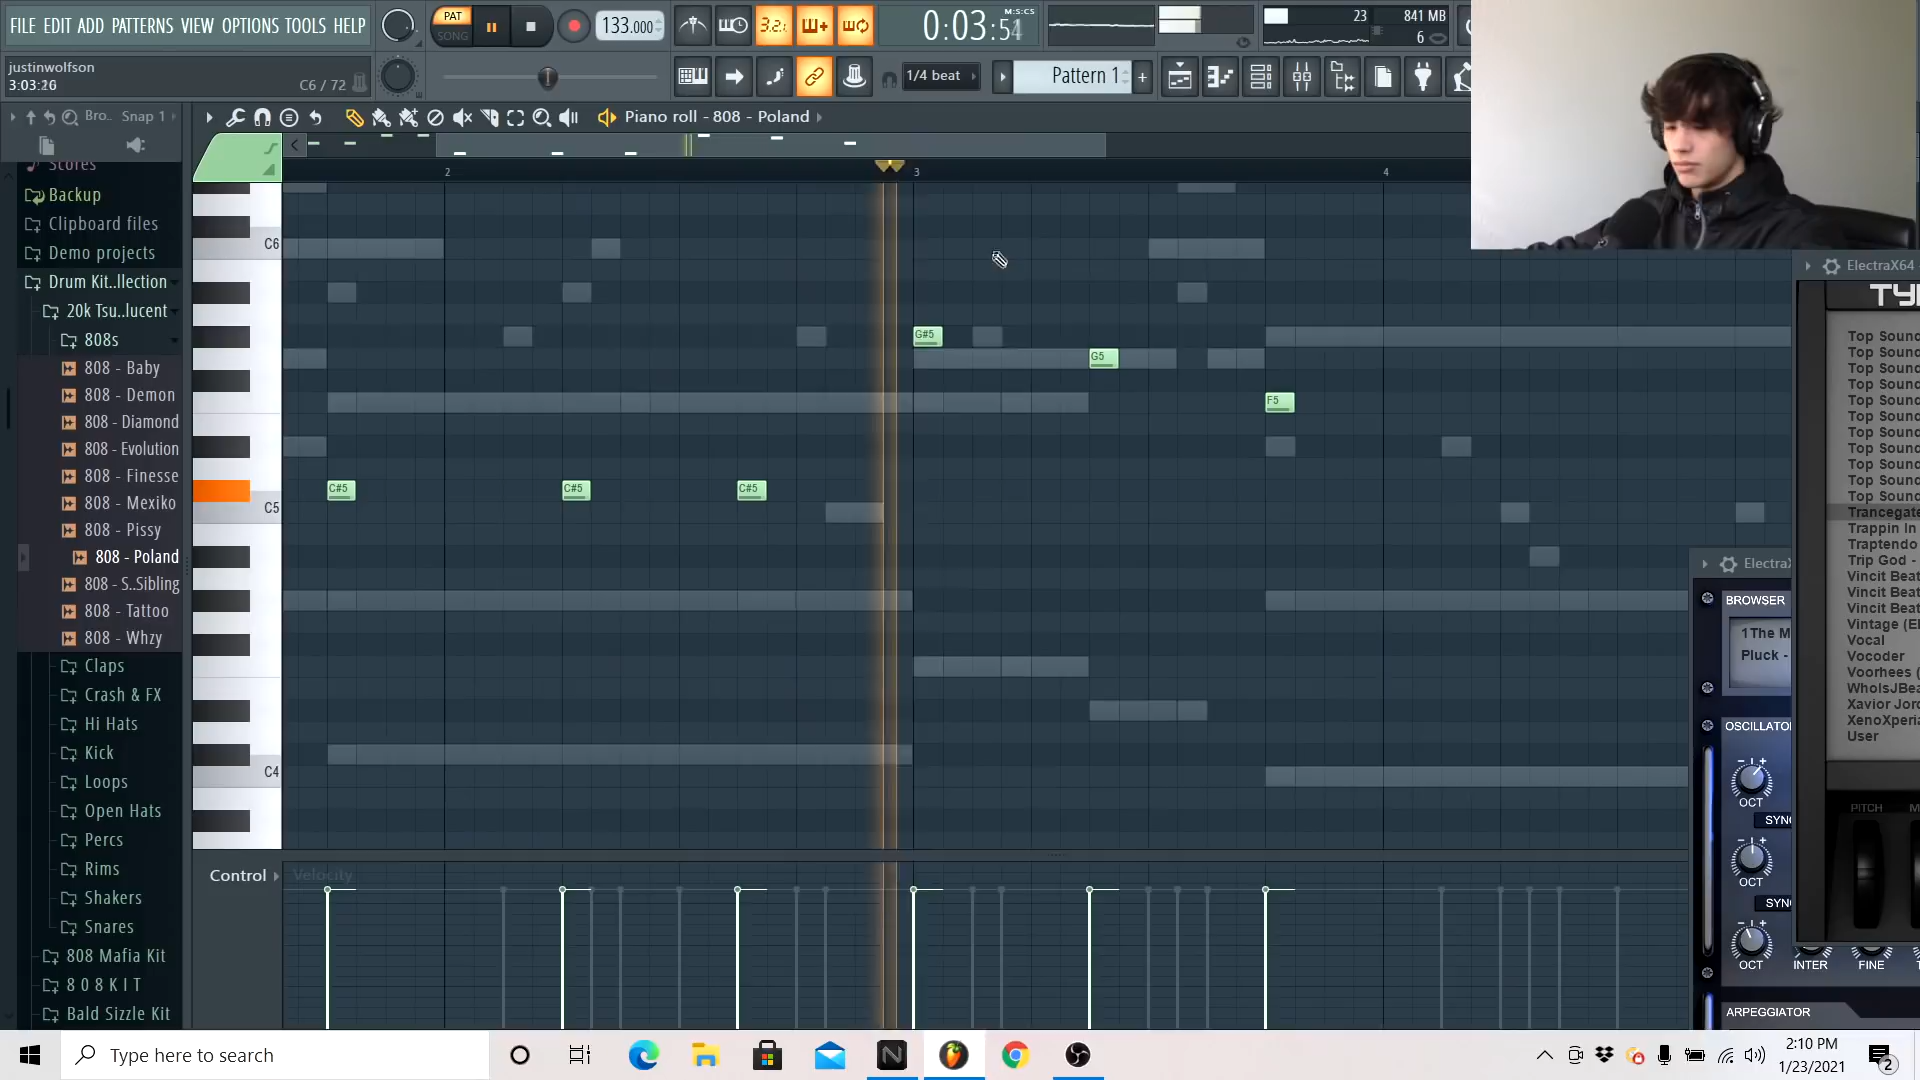 FILE EDIT ADD PATTERNS VIEW OPTIONS TOOLS HELP
PAT
SONG
133.000
3.2.1
0:03:54
M:S:CS
23
841 MB
6
justinwolfson
3:03:26
C6 / 72
1/4 beat
Pattern 1
+
Bro..
Snap 1
Piano roll - 808 - Poland
Scores
Backup
Clipboard files
Demo projects
Drum Kit..llection
20k Tsu..lucent
808s
808 - Baby
808 - Demon
808 - Diamond
808 - Evolution
808 - Finesse
808 - Mexiko
808 - Pissy
808 - Poland
808 - S..Sibling
808 - Tattoo
808 - Whzy
Claps
Crash & FX
Hi Hats
Kick
Loops
Open Hats
Percs
Rims
Shakers
Snares
808 Mafia Kit
8 0 8 K I T
Bald Sizzle Kit
2
3
4
C6
C5
C4
C#5
C#5
C#5
G#5
G5
F5
Control
Velocity
ElectraX64 -
Top Sound
Top Sound
Top Sound
Top Sound
Top Sound
Top Sound
Top Sound
Top Sound
Top Sound
Top Sound
Top Sound
Trancegate
Trappin In
Traptendo
Trip God -
Vincit Beat
Vincit Beat
Vincit Beat
Vintage (El
Vocal
Vocoder
Voorhees (
WhoIsJBea
Xavior Jord
XenoXperia
User
PITCH
ElectraX
BROWSER
1The M
Pluck -
OSCILLATOR
OCT
SYNC
OCT
SYNC
OCT
INTER
FINE
ARPEGGIATOR
Type here to search
2:10 PM
1/23/2021
2